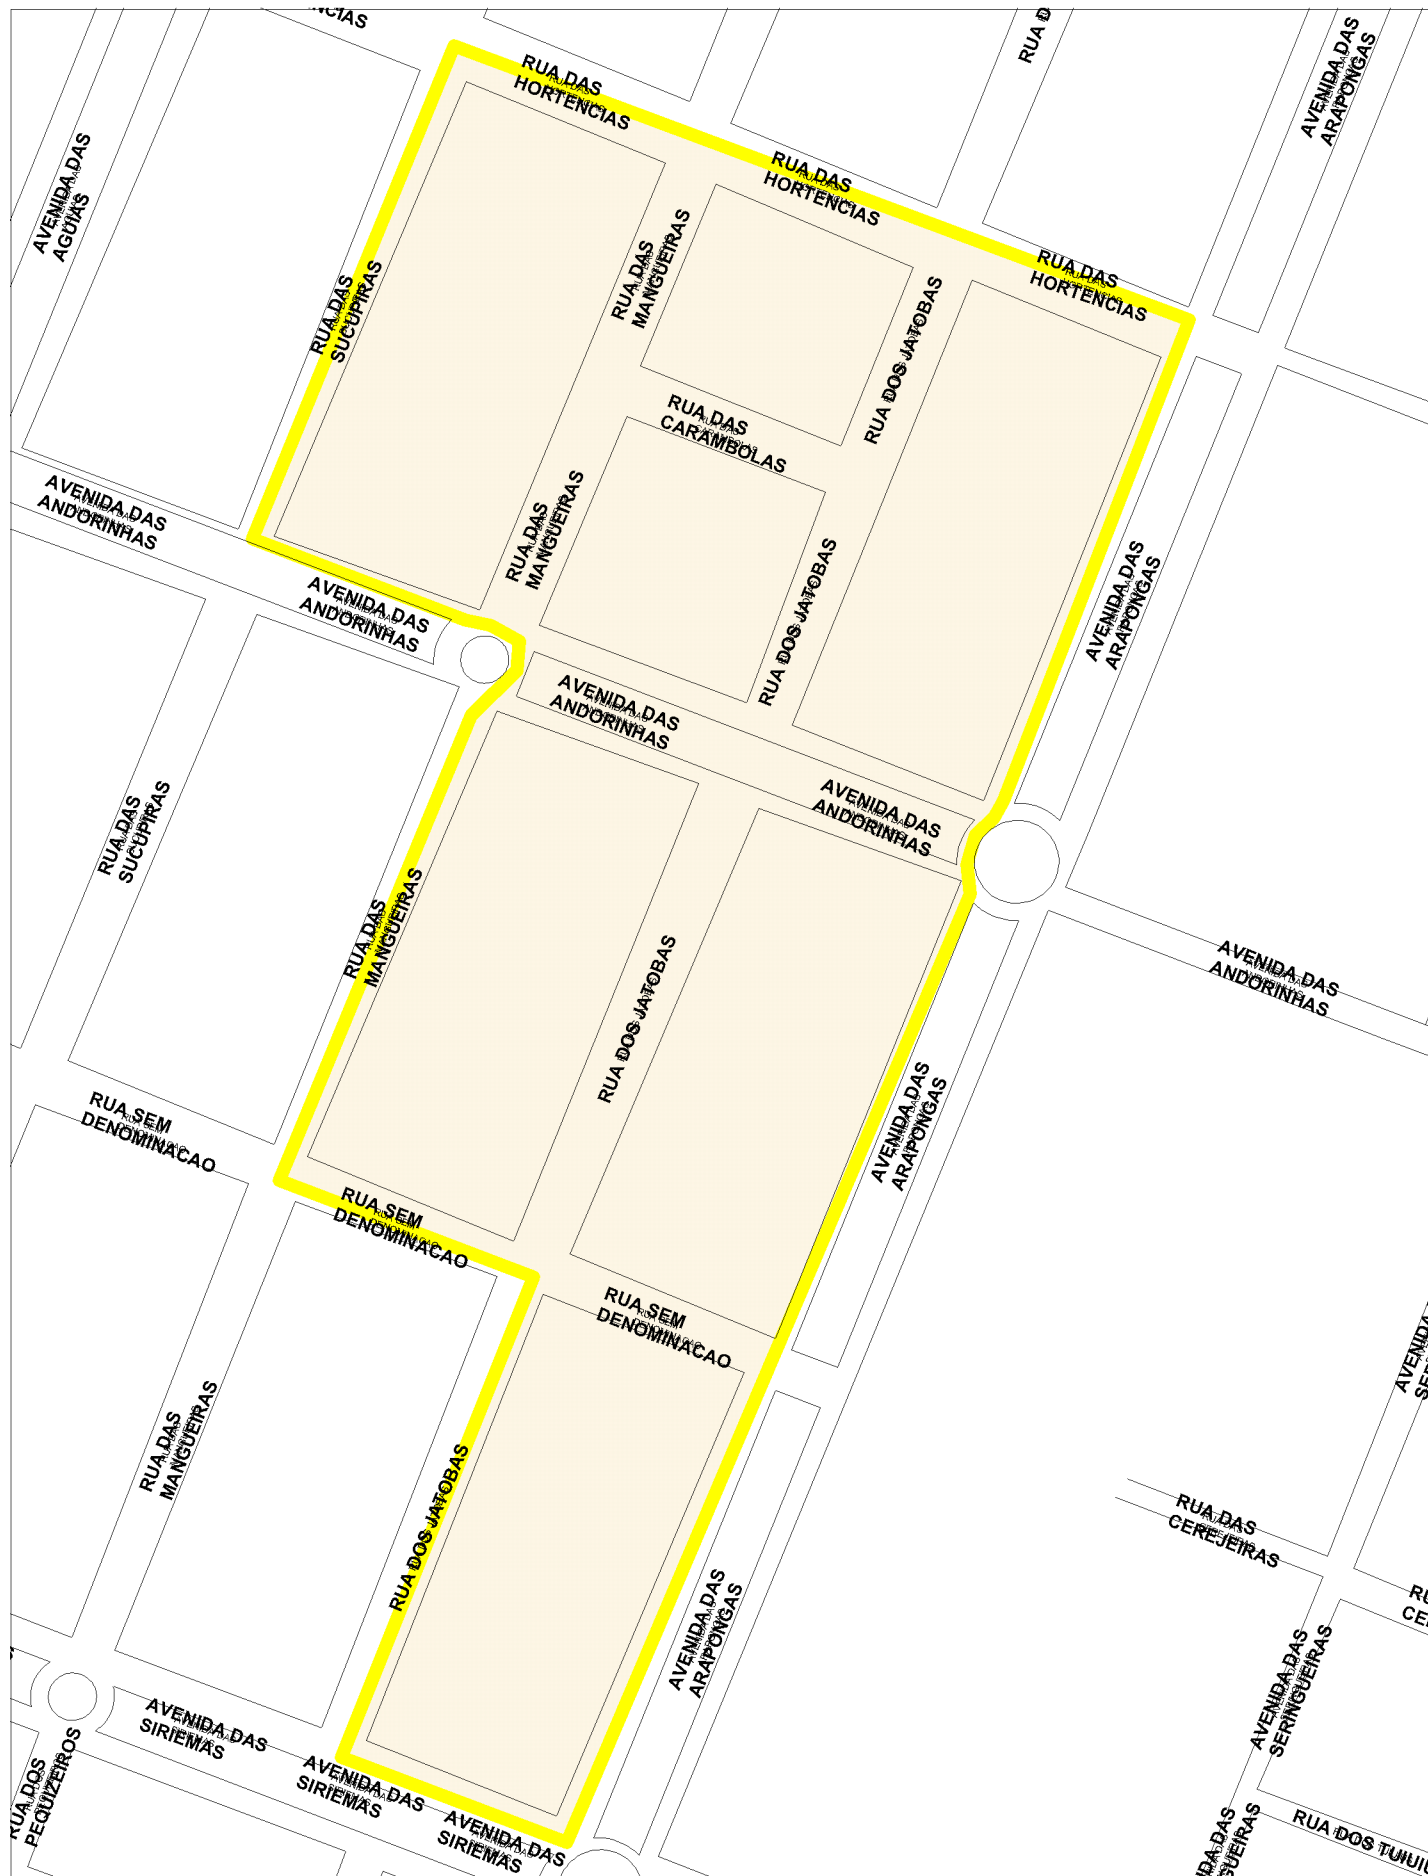 RUA DAS
HORTENCIAS
AVENIDA DAS
ARAPONGAS
AVENIDA DAS
AGUIAS
RUA DAS
HORTENCIAS
RUA DAS
HORTENCIAS
RUA DAS
SUCUPIRAS
RUA DAS
MANGUEIRAS
RUA DOS JATOBAS
RUA DAS
CARAMBOLAS
AVENIDA DAS
ANDORINHAS
RUA DAS
MANGUEIRAS
AVENIDA DAS
ANDORINHAS
RUA DOS JATOBAS
AVENIDA DAS
ARAPONGAS
AVENIDA DAS
ANDORINHAS
RUA DAS
SUCUPIRAS
AVENIDA DAS
ANDORINHAS
RUA DAS
MANGUEIRAS
RUA DOS JATOBAS
AVENIDA DAS
ANDORINHAS
RUA SEM
DENOMINACAO
AVENIDA DAS
ARAPONGAS
RUA SEM
DENOMINACAO
RUA SEM
DENOMINACAO
RUA DAS
MANGUEIRAS
RUA DOS JATOBAS
RUA DAS
CEREJEIRAS
AVENIDA DAS
ARAPONGAS
AVENIDA DAS
SERINGUEIRAS
AVENIDA DAS
SIRIEMAS
RUA DOS
PEQUIZEIROS
AVENIDA DAS
SIRIEMAS
AVENIDA DAS
SIRIEMAS